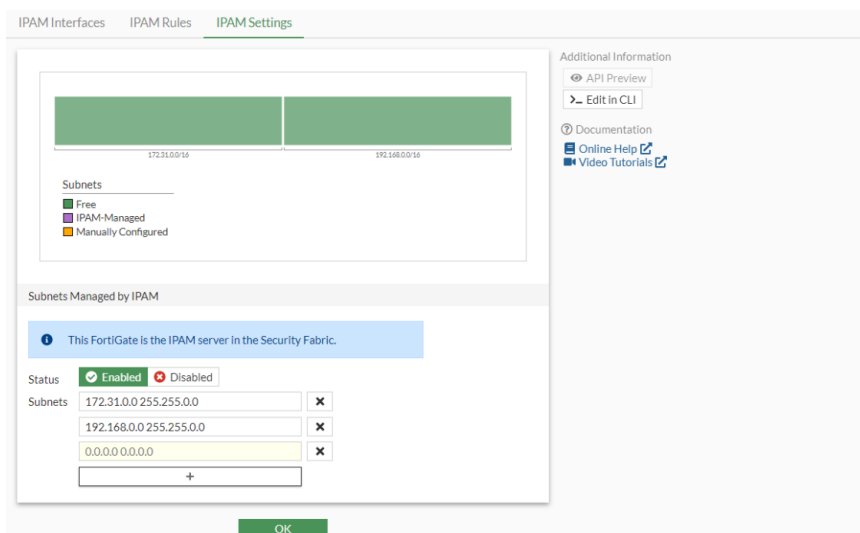 IPAM Interfaces IPAM Rules IPAM Settings
172.31.0.0/16 192.168.0.0/16
Subnets
Free
IPAM-Managed
Manually Configured
Additional Information
API Preview
>_ Edit in CLI
Documentation
Online Help
Video Tutorials
Subnets Managed by IPAM
This FortiGate is the IPAM server in the Security Fabric.
Status Enabled Disabled
Subnets 172.31.0.0 255.255.0.0
192.168.0.0 255.255.0.0
0.0.0.0 0.0.0.0
+
OK